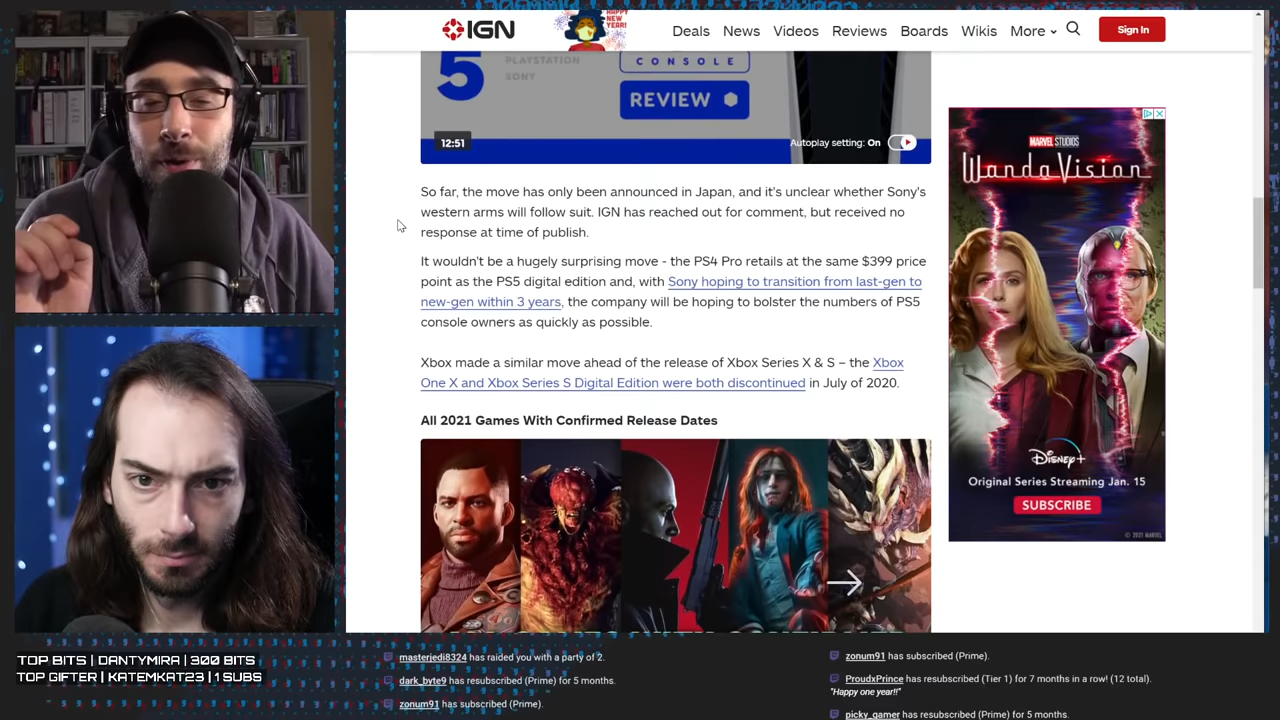 IGN
HAPPY
NEW
YEAR!
Deals News Videos Reviews Boards Wikis More
Sign In
5
PLAYSTATION
SONY
CONSOLE
REVIEW
12:51
Autoplay setting: On
So far, the move has only been announced in Japan, and it's unclear whether Sony's
western arms will follow suit. IGN has reached out for comment, but received no
response at time of publish.
It wouldn't be a hugely surprising move - the PS4 Pro retails at the same $399 price
point as the PS5 digital edition and, with Sony hoping to transition from last-gen to
new-gen within 3 years, the company will be hoping to bolster the numbers of PS5
console owners as quickly as possible.
Xbox made a similar move ahead of the release of Xbox Series X & S – the Xbox
One X and Xbox Series S Digital Edition were both discontinued in July of 2020.
All 2021 Games With Confirmed Release Dates
MARVEL STUDIOS
WandaVision
Disney+
Original Series Streaming Jan. 15
SUBSCRIBE
© 2021 MARVEL
TOP BITS | DANTYMIRA | 300 BITS
TOP GIFTER | KATEMKAT23 | 1 SUBS
masterjedi8324 has raided you with a party of 2.
dark_byte9 has resubscribed (Prime) for 5 months.
zonum91 has subscribed (Prime).
zonum91 has subscribed (Prime).
ProudxPrince has resubscribed (Tier 1) for 7 months in a row! (12 total).
"Happy one year!!"
picky_gamer has resubscribed (Prime) for 5 months.